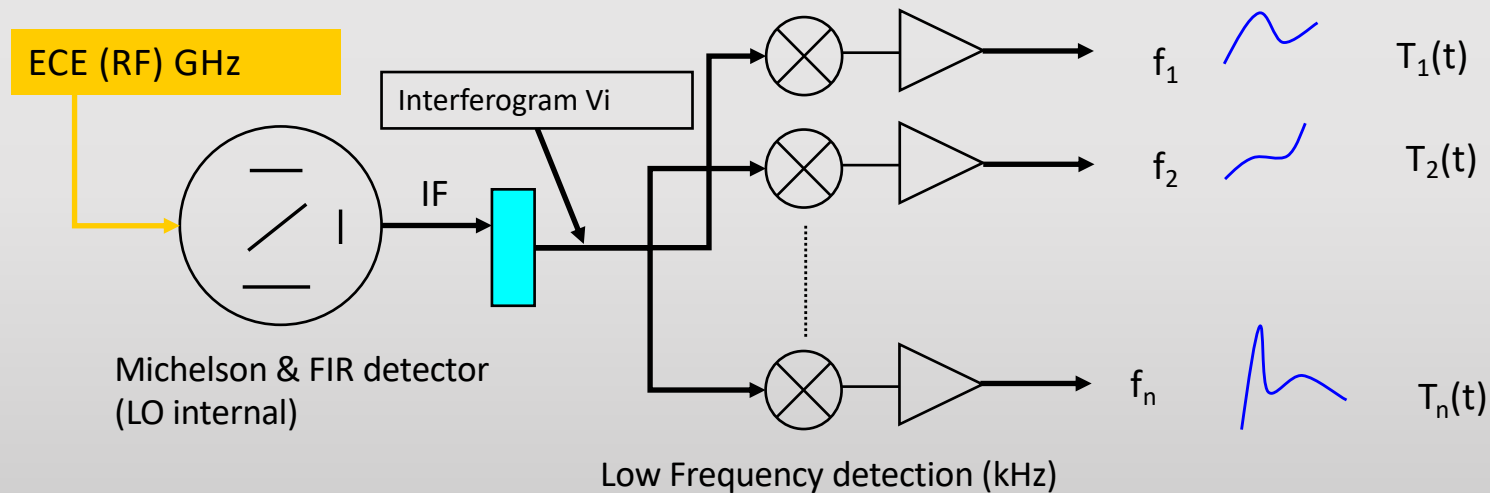 ECE (RF) GHz
Interferogram Vi
IF
Michelson & FIR detector
(LO internal)
f₁
T₁(t)
f₂
T₂(t)
fₙ
Tₙ(t)
Low Frequency detection (kHz)